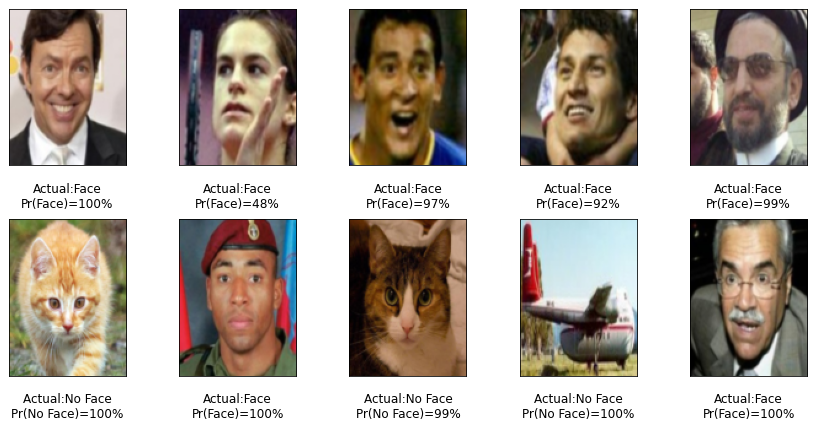 Actual:Face
Pr(Face)=100%
Actual:Face
Pr(Face)=48%
Actual:Face
Pr(Face)=97%
Actual:Face
Pr(Face)=92%
Actual:Face
Pr(Face)=99%
Actual:No Face
Pr(No Face)=100%
Actual:Face
Pr(Face)=100%
Actual:No Face
Pr(No Face)=99%
Actual:No Face
Pr(No Face)=100%
Actual:Face
Pr(Face)=100%